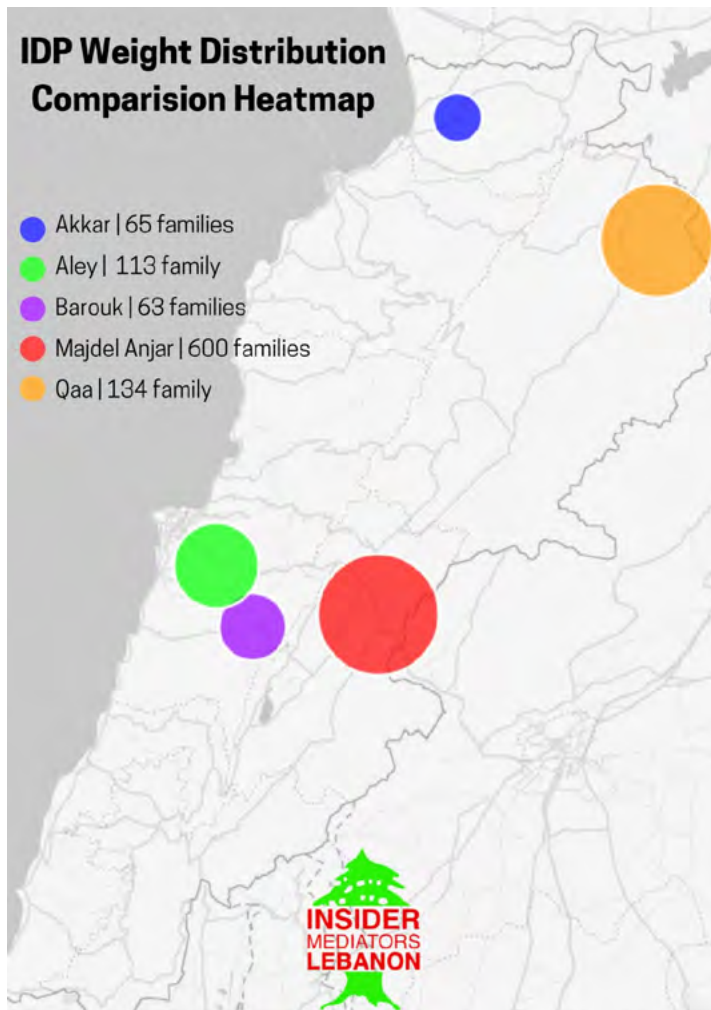 IDP Weight Distribution
Comparision Heatmap
Akkar | 65 families
Aley | 113 family
Barouk | 63 families
Majdel Anjar | 600 families
Qaa | 134 family
INSIDER
MEDIATORS
LEBANON